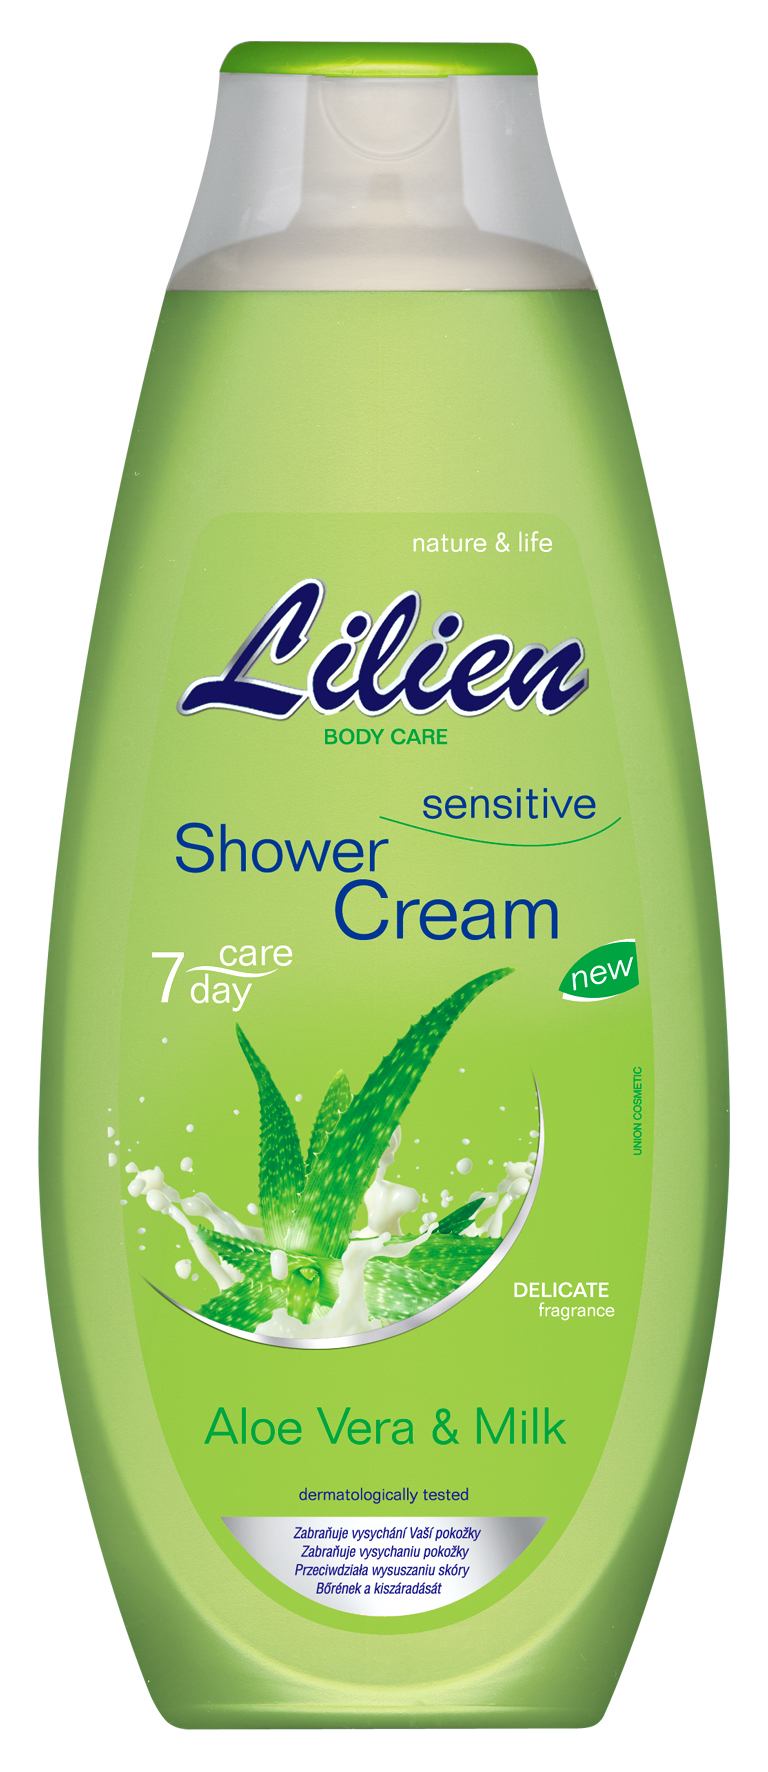 nature & life
Lilien
BODY CARE
sensitive
Shower
Cream
7 day care
new
UNION COSMETIC
DELICATE
fragrance
Aloe Vera & Milk
dermatologically tested
Zabraňuje vysychání Vaší pokožky
Zabraňuje vysychaniu pokožky
Przeciwdziała wysuszaniu skóry
Bőrének a kiszáradását